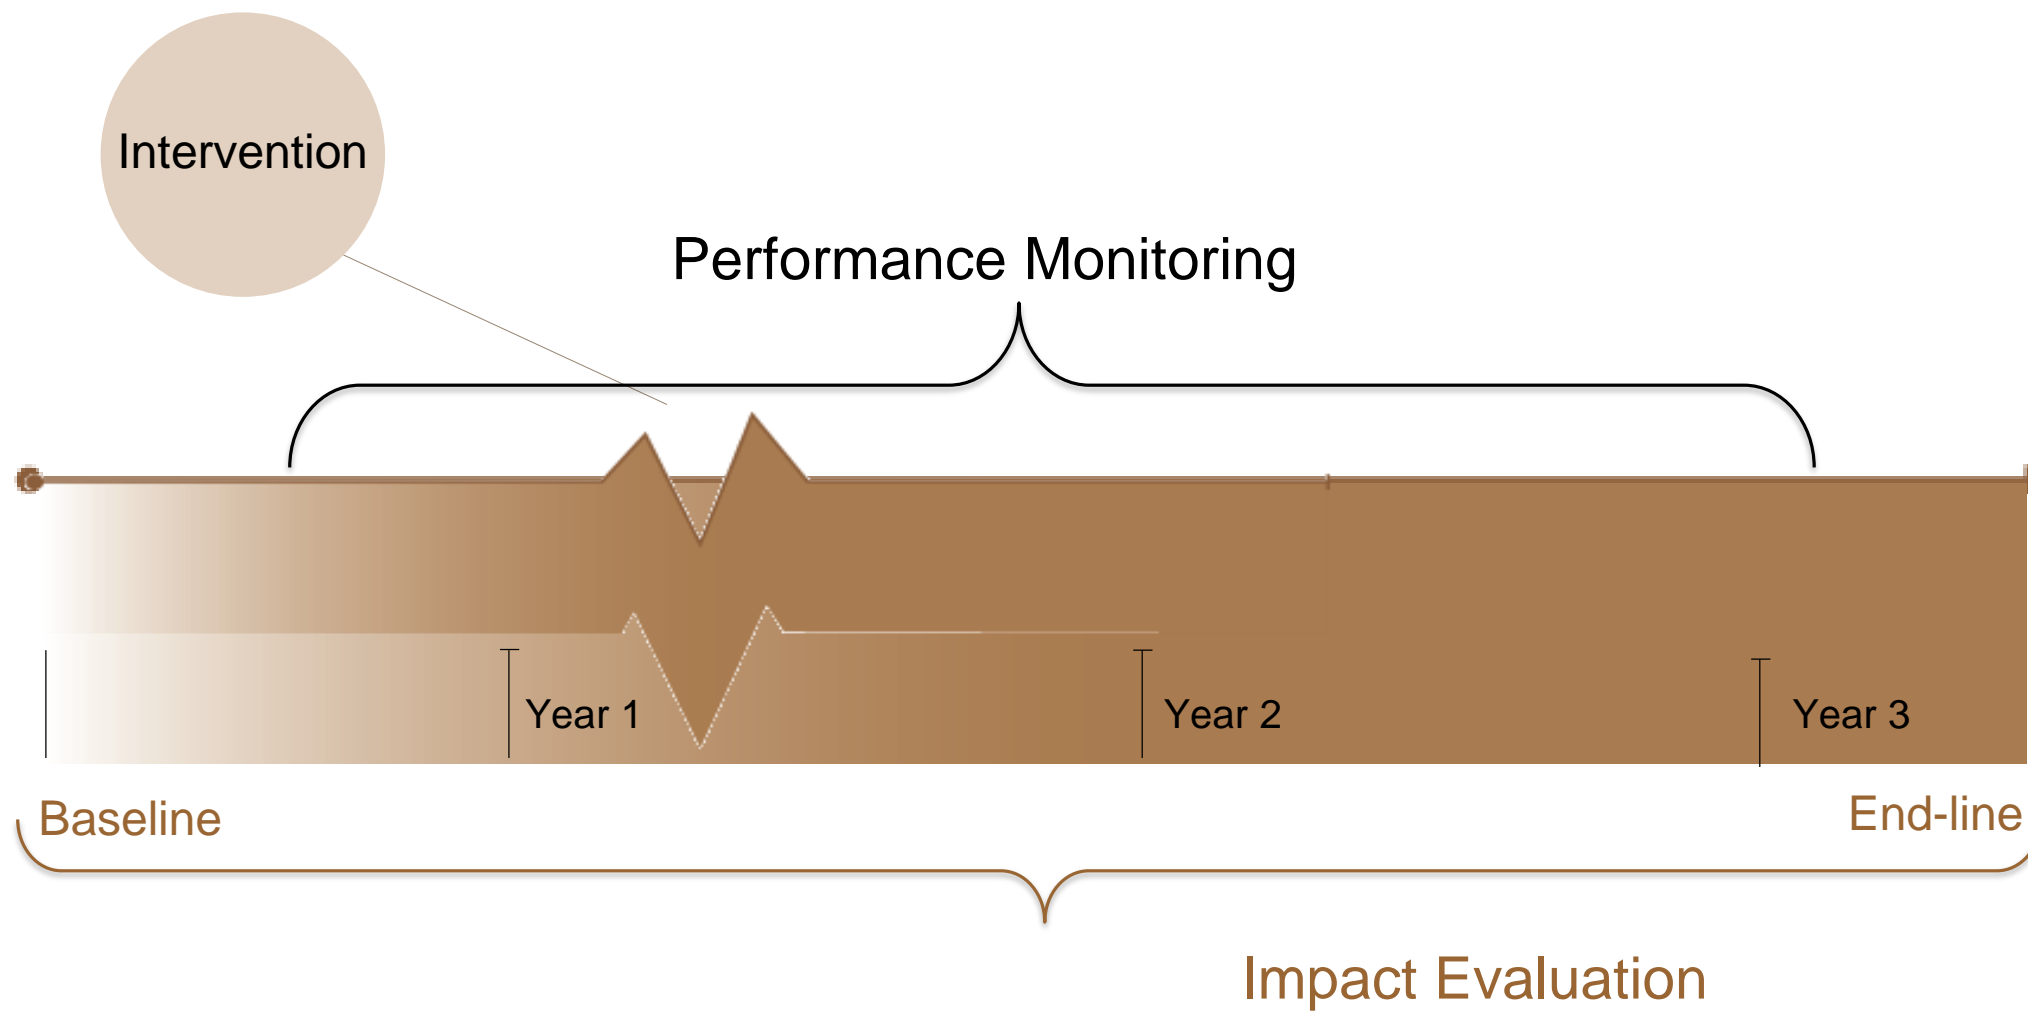 Intervention
Performance Monitoring
Year 1
Year 2
Year 3
Baseline
End-line
Impact Evaluation